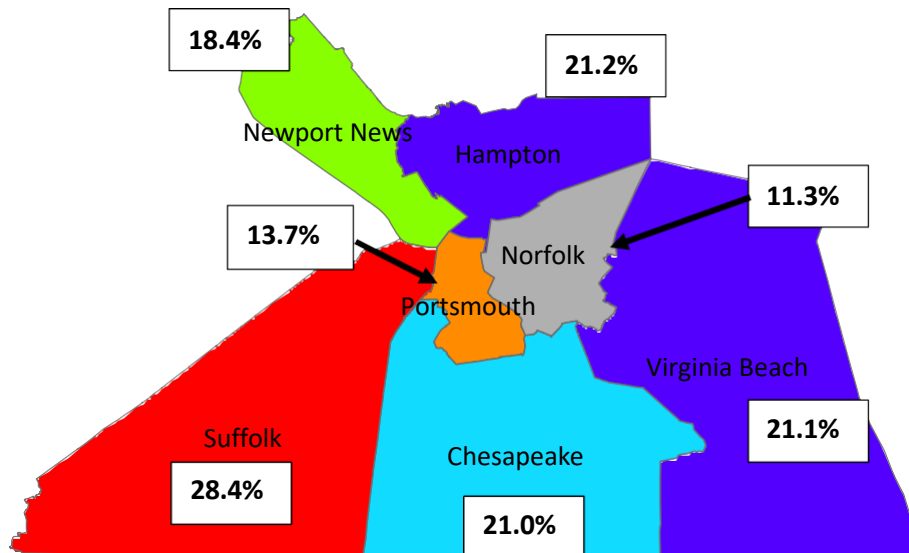 18.4%
21.2%
Newport News
Hampton
11.3%
13.7%
Norfolk
Portsmouth
Virginia Beach
Suffolk
21.1%
Chesapeake
28.4%
21.0%